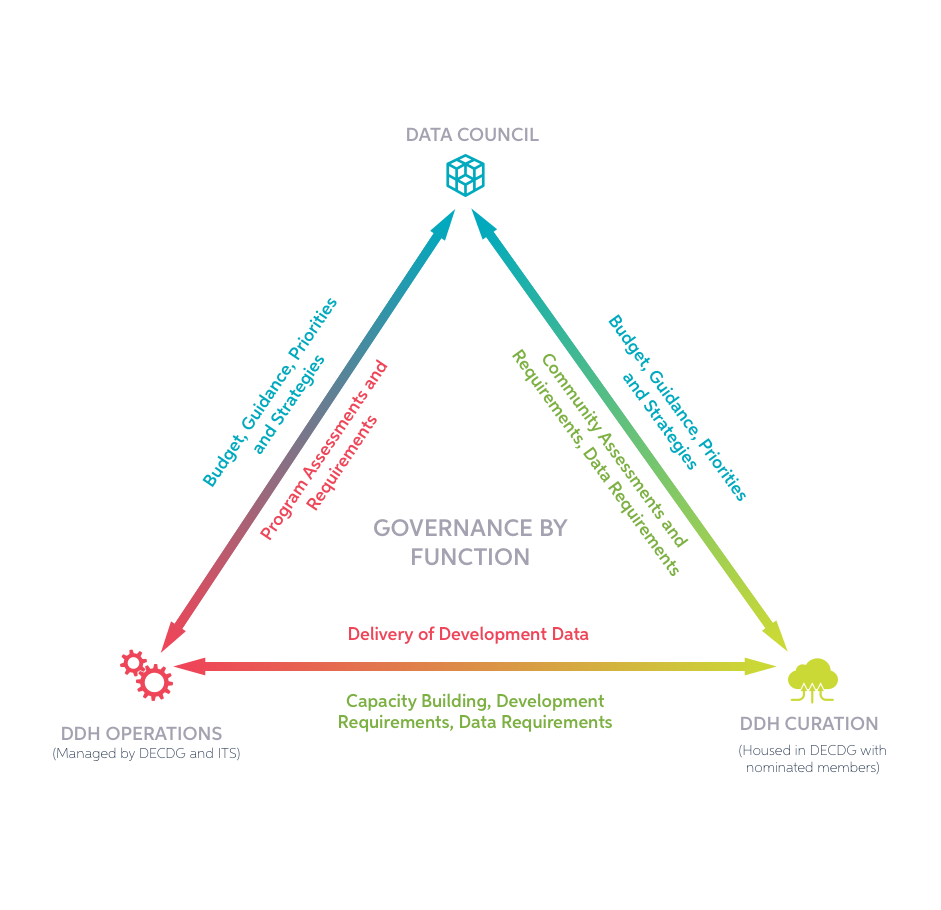 DATA COUNCIL
Budget, Guidance, Priorities
and Strategies
Program Assessments and
Requirements
Budget, Guidance, Priorities
and Strategies
Community Assessments and
Requirements, Data Requirements
GOVERNANCE BY
FUNCTION
Delivery of Development Data
Capacity Building, Development
Requirements, Data Requirements
DDH OPERATIONS
(Managed by DECDG and ITS)
DDH CURATION
(Housed in DECDG with
nominated members)